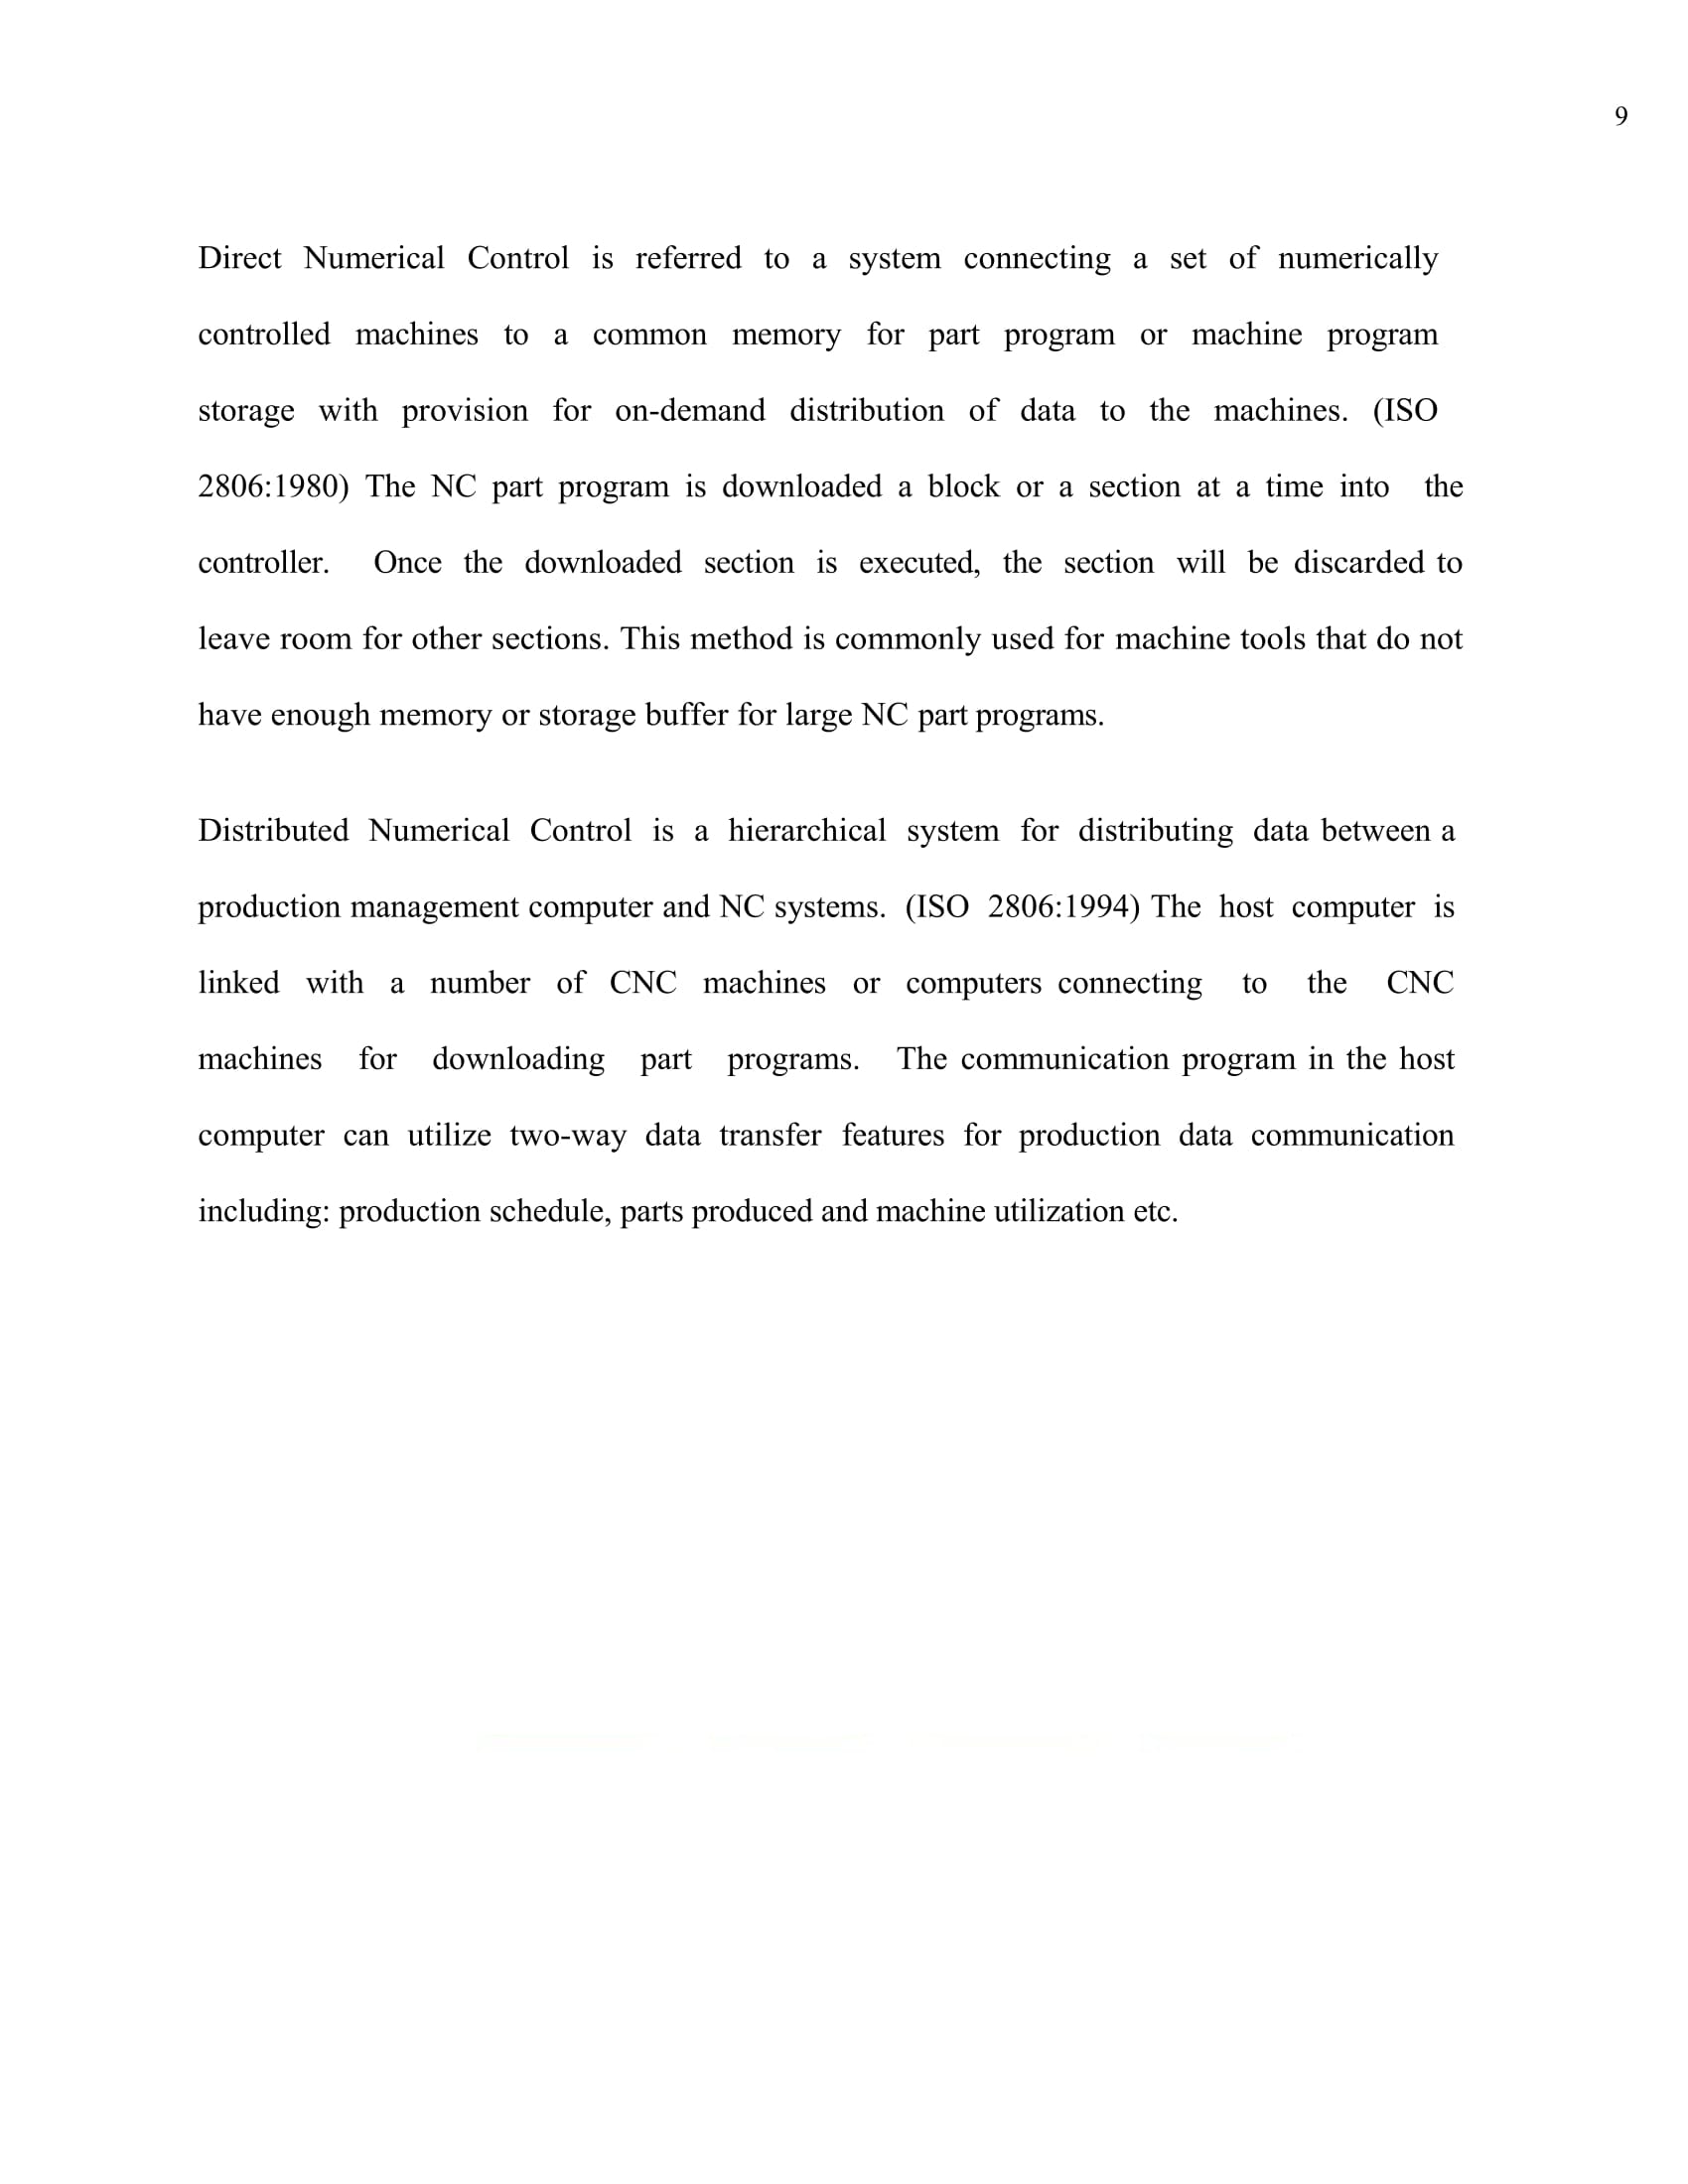 9
Direct Numerical Control is referred to a system connecting a set of numerically
controlled machines to a common memory for part program or machine program
storage with provision for on-demand distribution of data to the machines. (ISO
2806:1980) The NC part program is downloaded a block or a section at a time into the
controller. Once the downloaded section is executed, the section will be discarded to
leave room for other sections. This method is commonly used for machine tools that do not
have enough memory or storage buffer for large NC part programs.
Distributed Numerical Control is a hierarchical system for distributing data between a
production management computer and NC systems. (ISO 2806:1994) The host computer is
linked with a number of CNC machines or computers connecting to the CNC
machines for downloading part programs. The communication program in the host
computer can utilize two-way data transfer features for production data communication
including: production schedule, parts produced and machine utilization etc.